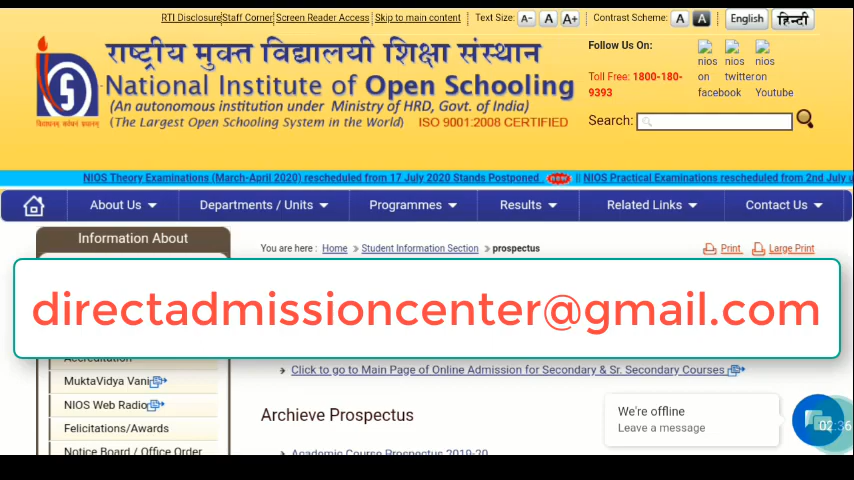 RTI Disclosure Staff Corner Screen Reader Access Skip to main content Text Size: A- A A+ Contrast Scheme: A A English हिन्दी
राष्ट्रीय मुक्त विद्यालयी शिक्षा संस्थान
National Institute of Open Schooling
(An autonomous institution under Ministry of HRD, Govt. of India)
(The Largest Open Schooling System in the World) ISO 9001:2008 CERTIFIED
Follow Us On:
nios on facebook
nios on twitter
nios on Youtube
Toll Free: 1800-180-9393
Search:
NIOS Theory Examinations (March-April 2020) rescheduled from 17 July 2020 Stands Postponed new || NIOS Practical Examinations rescheduled from 2nd July
About Us Departments / Units Programmes Results Related Links Contact Us
Information About
You are here : Home » Student Information Section » prospectus
Print Large Print
directadmissioncenter@gmail.com
Accreditation
MuktaVidya Vani
NIOS Web Radio
Felicitations/Awards
Notice Board / Office Order
Click to go to Main Page of Online Admission for Secondary & Sr. Secondary Courses
Archieve Prospectus
Academic Course Prospectus 2019-20
We're offline
Leave a message
02:36